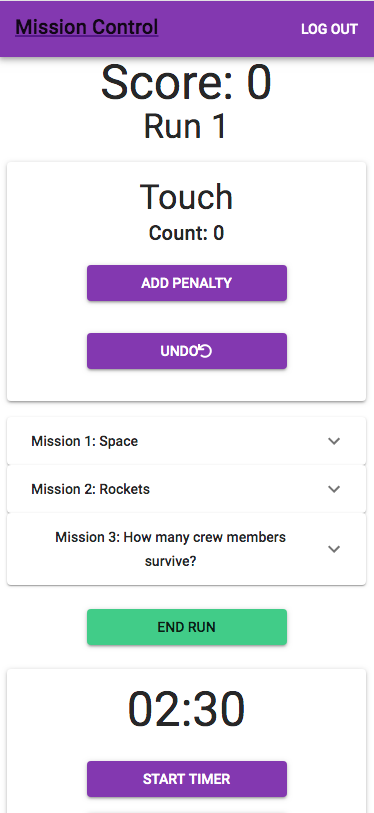 Mission Control
LOG OUT
Score: 0
Run 1
Touch
Count: 0
ADD PENALTY
UNDO
Mission 1: Space
Mission 2: Rockets
Mission 3: How many crew members
survive?
END RUN
02:30
START TIMER